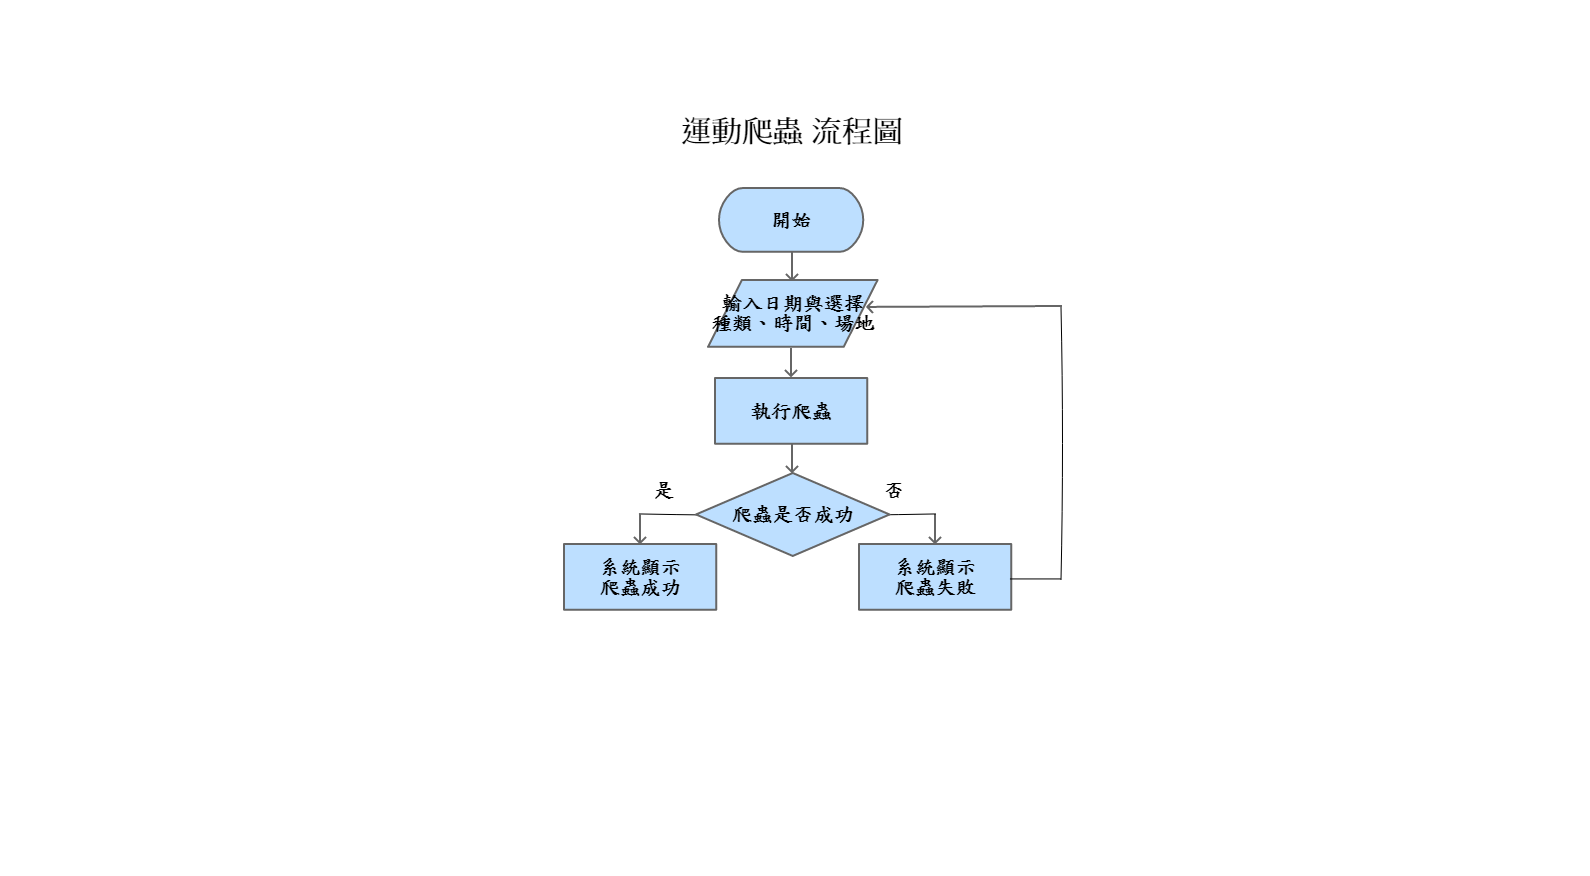 運動爬蟲 流程圖
開始
輸入日期與選擇
種類、時間、場地
執行爬蟲
是
否
爬蟲是否成功
系統顯示
爬蟲成功
系統顯示
爬蟲失敗